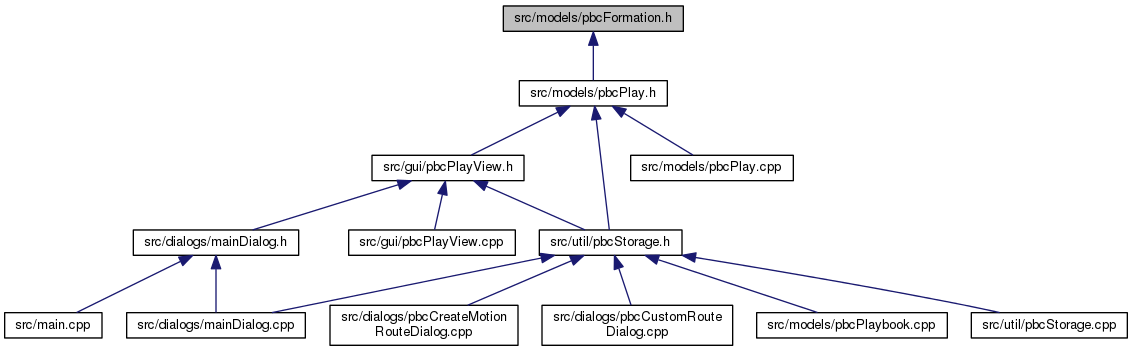 src/models/pbcFormation.h
src/models/pbcPlay.h
src/gui/pbcPlayView.h
src/models/pbcPlay.cpp
src/dialogs/mainDialog.h
src/gui/pbcPlayView.cpp
src/util/pbcStorage.h
src/main.cpp
src/dialogs/mainDialog.cpp
src/dialogs/pbcCreateMotion
RouteDialog.cpp
src/dialogs/pbcCustomRoute
Dialog.cpp
src/models/pbcPlaybook.cpp
src/util/pbcStorage.cpp